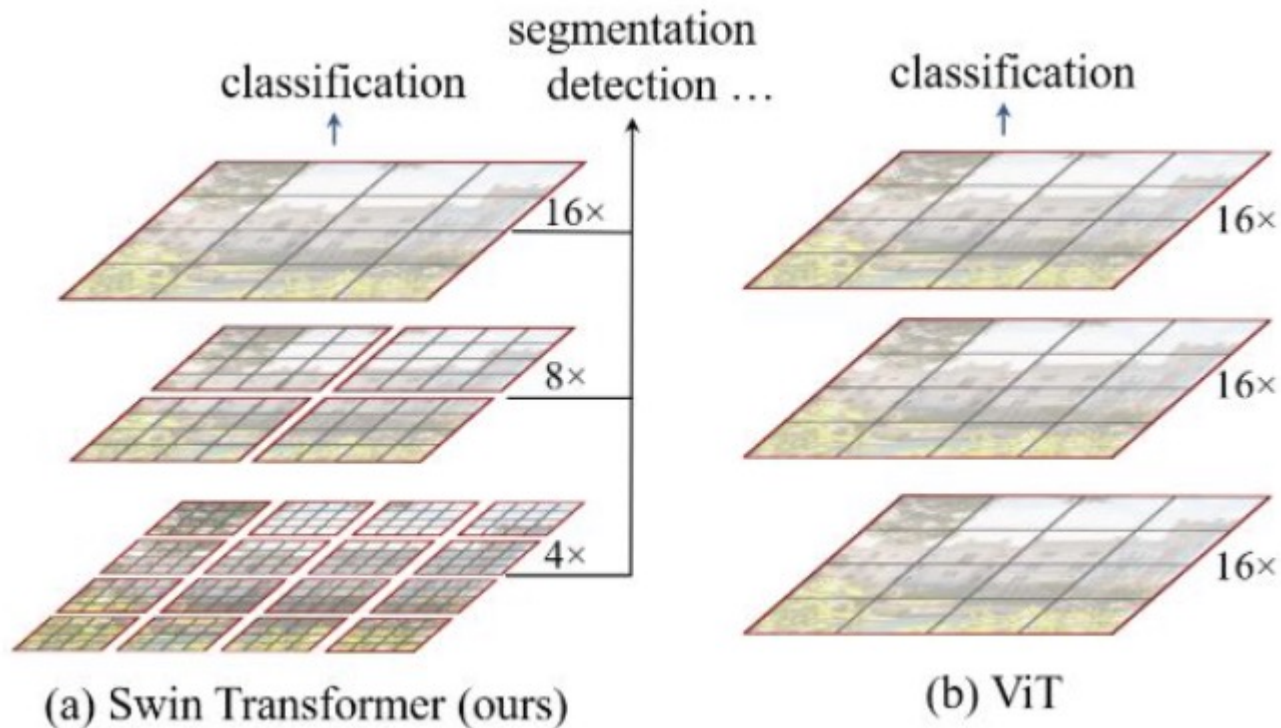 segmentation
detection ...
classification
16×
8×
4×
(a) Swin Transformer (ours)
classification
16×
16×
16×
(b) ViT